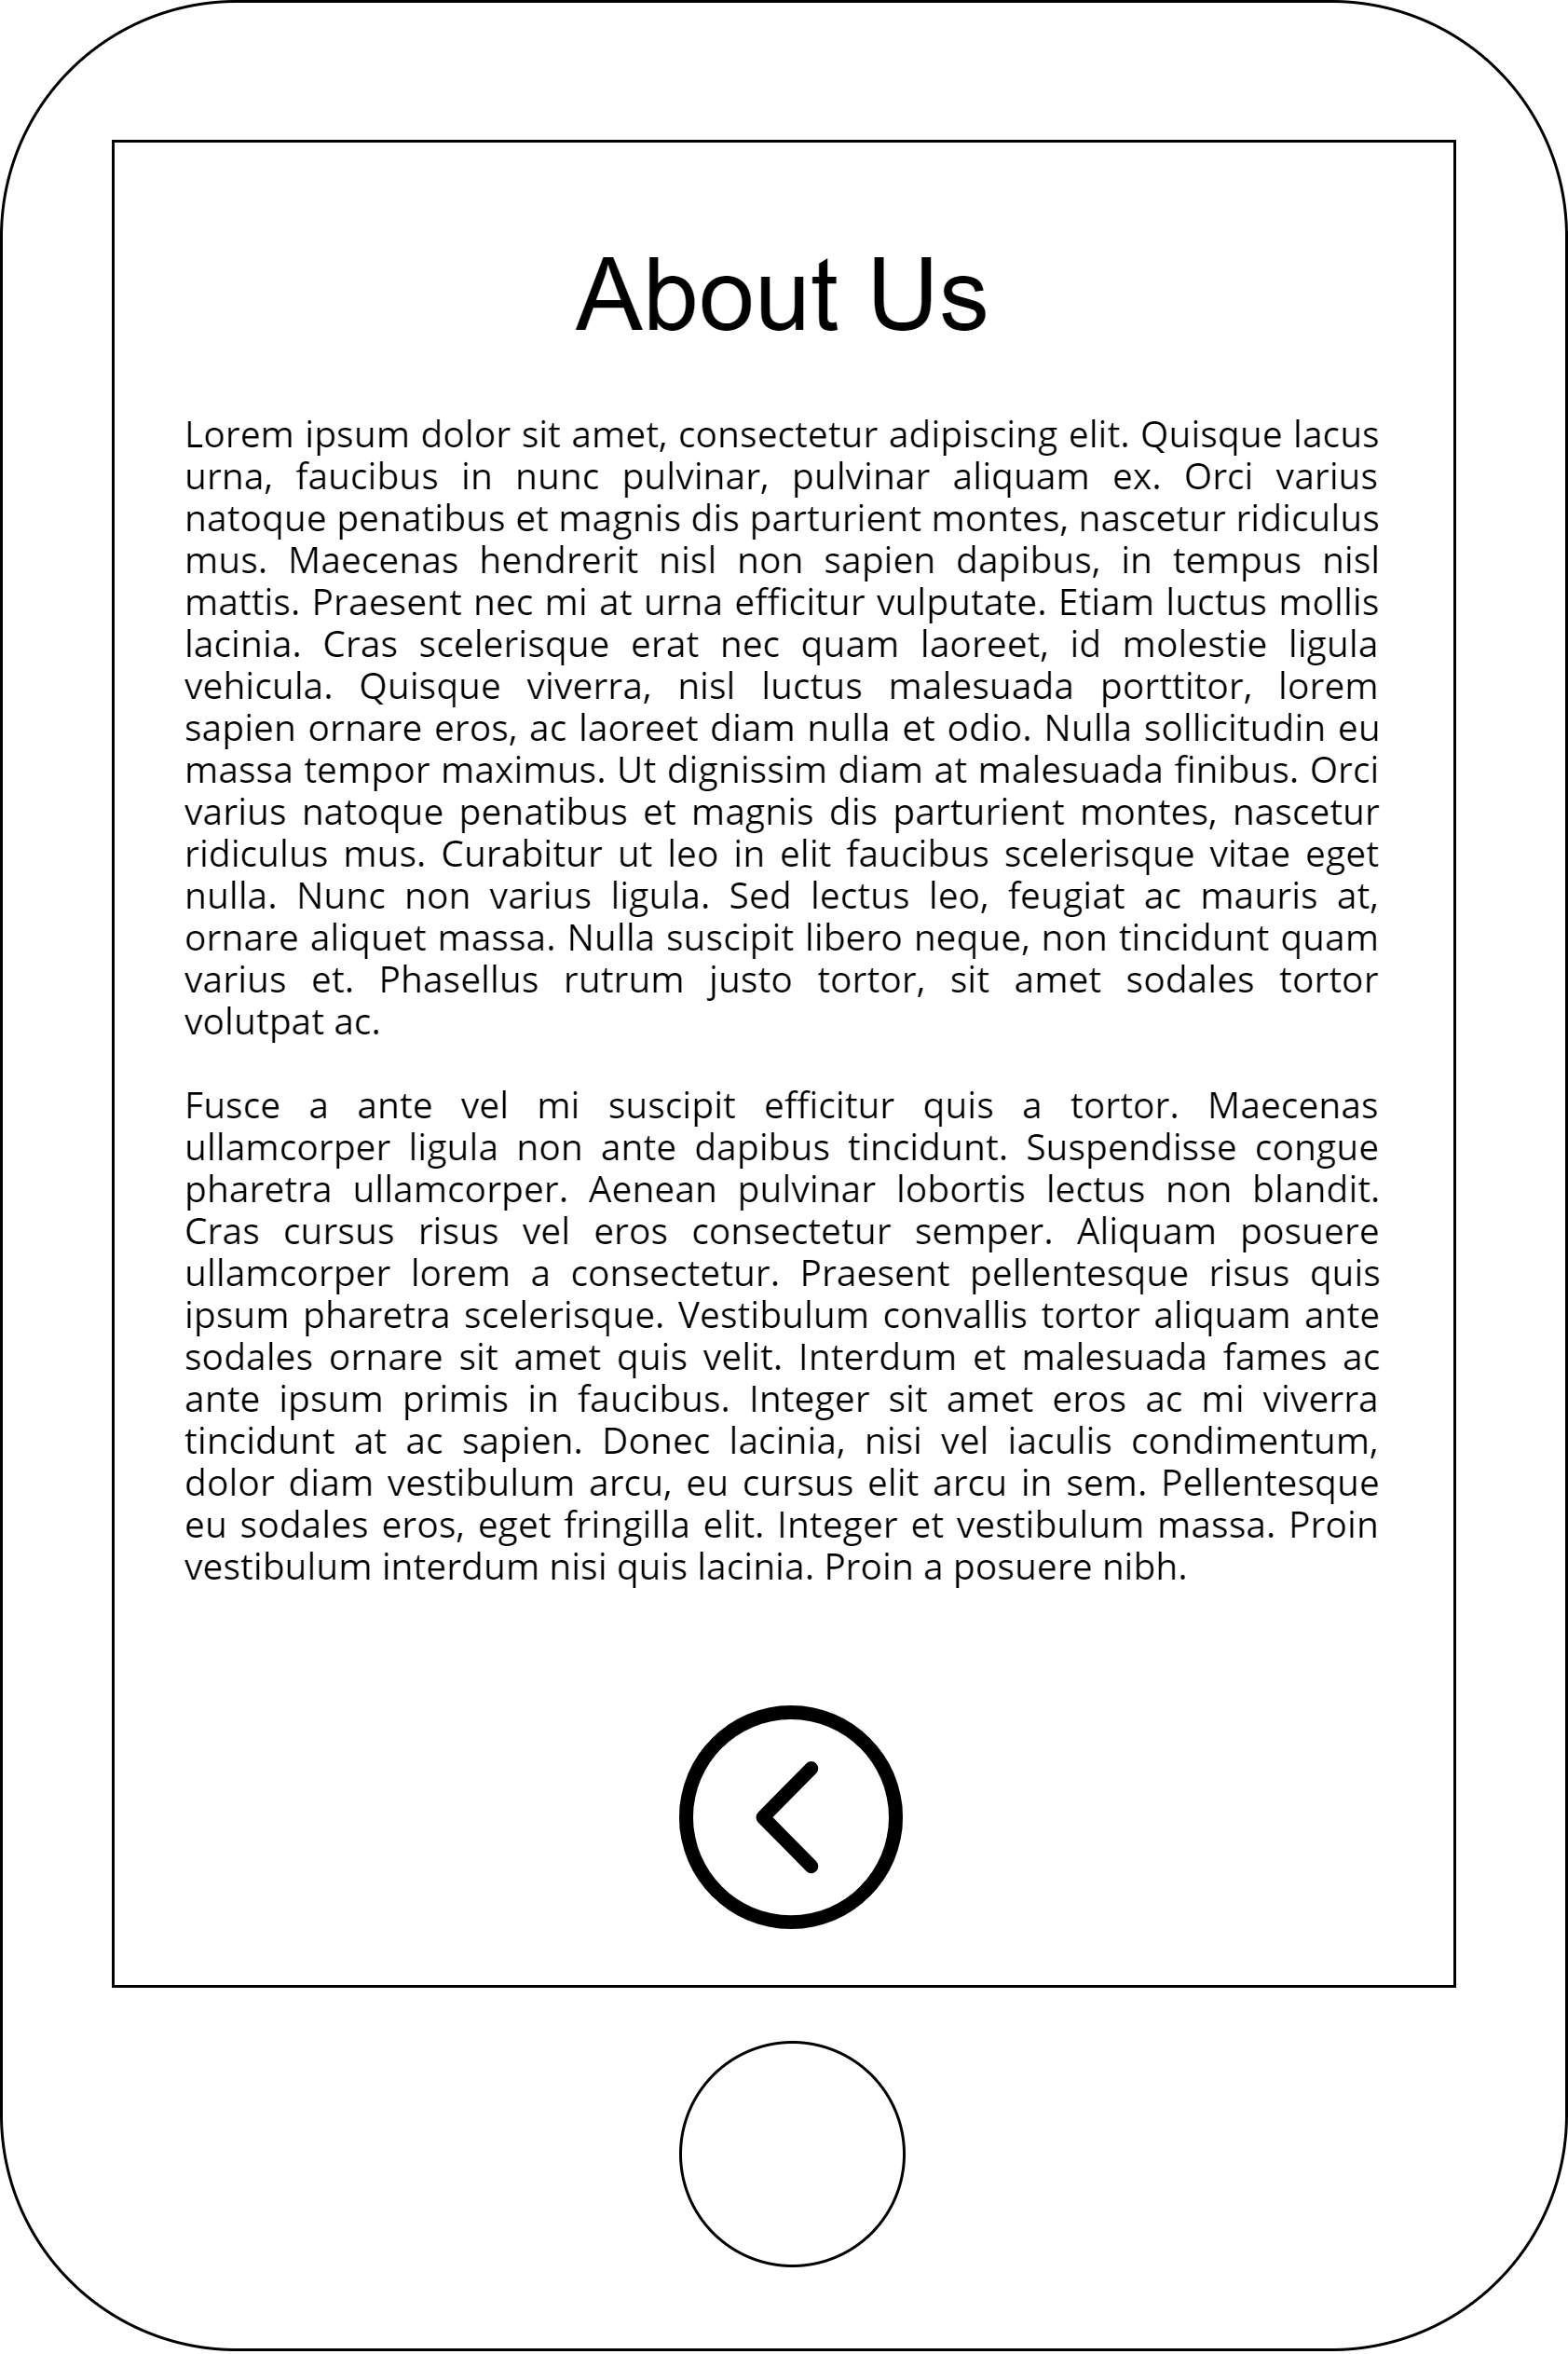 About Us
Lorem ipsum dolor sit amet, consectetur adipiscing elit. Quisque lacus
urna, faucibus in nunc pulvinar, pulvinar aliquam ex. Orci varius
natoque penatibus et magnis dis parturient montes, nascetur ridiculus
mus. Maecenas hendrerit nisl non sapien dapibus, in tempus nisl
mattis. Praesent nec mi at urna efficitur vulputate. Etiam luctus mollis
lacinia. Cras scelerisque erat nec quam laoreet, id molestie ligula
vehicula. Quisque viverra, nisl luctus malesuada porttitor, lorem
sapien ornare eros, ac laoreet diam nulla et odio. Nulla sollicitudin eu
massa tempor maximus. Ut dignissim diam at malesuada finibus. Orci
varius natoque penatibus et magnis dis parturient montes, nascetur
ridiculus mus. Curabitur ut leo in elit faucibus scelerisque vitae eget
nulla. Nunc non varius ligula. Sed lectus leo, feugiat ac mauris at,
ornare aliquet massa. Nulla suscipit libero neque, non tincidunt quam
varius et. Phasellus rutrum justo tortor, sit amet sodales tortor
volutpat ac.
Fusce a ante vel mi suscipit efficitur quis a tortor. Maecenas
ullamcorper ligula non ante dapibus tincidunt. Suspendisse congue
pharetra ullamcorper. Aenean pulvinar lobortis lectus non blandit.
Cras cursus risus vel eros consectetur semper. Aliquam posuere
ullamcorper lorem a consectetur. Praesent pellentesque risus quis
ipsum pharetra scelerisque. Vestibulum convallis tortor aliquam ante
sodales ornare sit amet quis velit. Interdum et malesuada fames ac
ante ipsum primis in faucibus. Integer sit amet eros ac mi viverra
tincidunt at ac sapien. Donec lacinia, nisi vel iaculis condimentum,
dolor diam vestibulum arcu, eu cursus elit arcu in sem. Pellentesque
eu sodales eros, eget fringilla elit. Integer et vestibulum massa. Proin
vestibulum interdum nisi quis lacinia. Proin a posuere nibh.